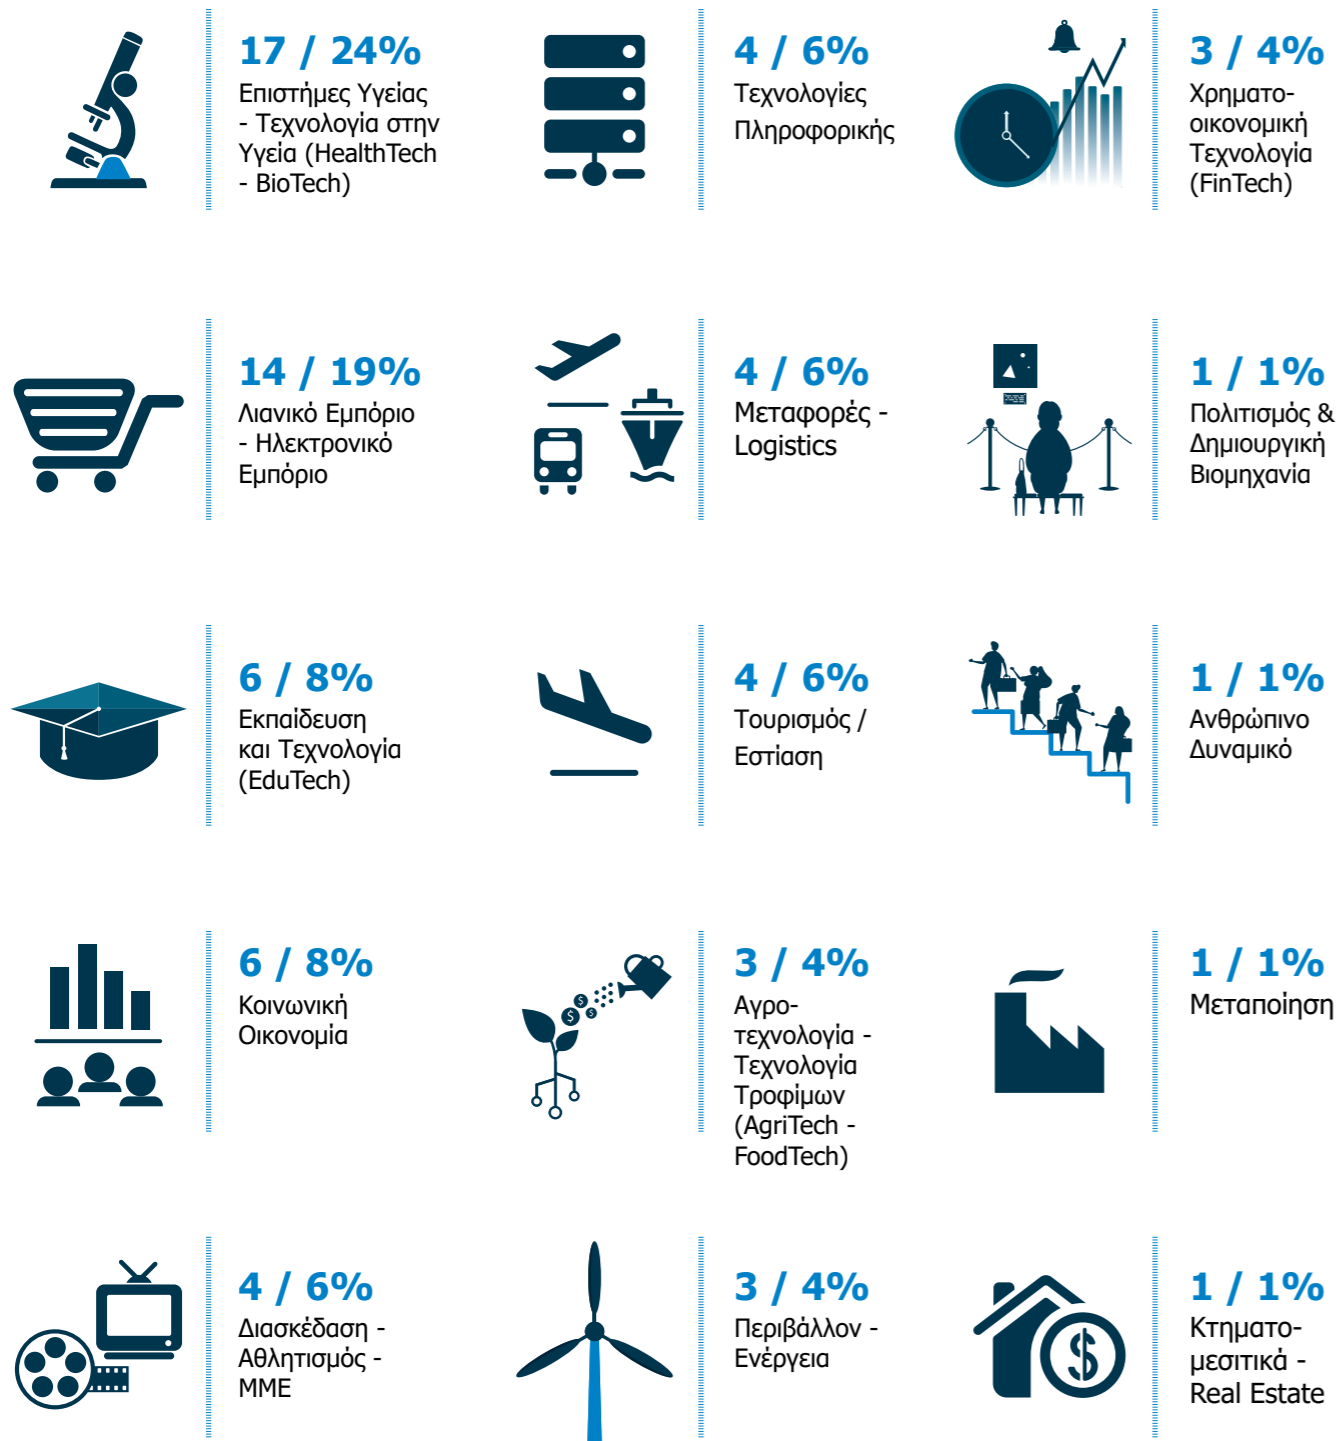 17 / 24%
Επιστήμες Υγείας
- Τεχνολογία στην
Υγεία (HealthTech
- BioTech)
4 / 6%
Τεχνολογίες
Πληροφορικής
3 / 4%
Χρηματο-
οικονομική
Τεχνολογία
(FinTech)
14 / 19%
Λιανικό Εμπόριο
- Ηλεκτρονικό
Εμπόριο
4 / 6%
Μεταφορές -
Logistics
1 / 1%
Πολιτισμός &
Δημιουργική
Βιομηχανία
6 / 8%
Εκπαίδευση
και Τεχνολογία
(EduTech)
4 / 6%
Τουρισμός /
Εστίαση
1 / 1%
Ανθρώπινο
Δυναμικό
6 / 8%
Κοινωνική
Οικονομία
3 / 4%
Αγρο-
τεχνολογία -
Τεχνολογία
Τροφίμων
(AgriTech -
FoodTech)
1 / 1%
Μεταποίηση
4 / 6%
Διασκέδαση -
Αθλητισμός -
ΜΜΕ
3 / 4%
Περιβάλλον -
Ενέργεια
1 / 1%
Κτηματο-
μεσιτικά -
Real Estate